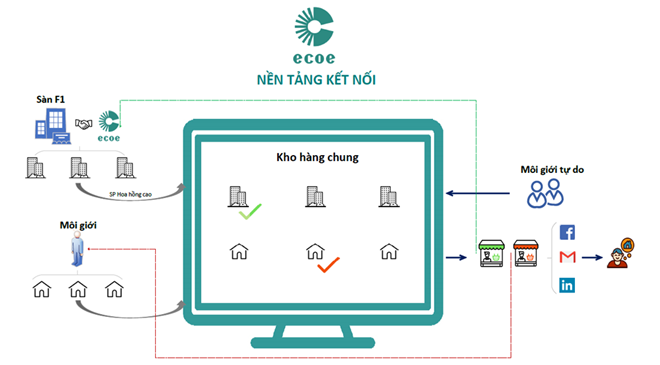 ecoe
NỀN TẢNG KẾT NỐI
Sàn F1
ecoe
SP Hoa hồng cao
Kho hàng chung
Môi giới tự do
Môi giới
f
M
in